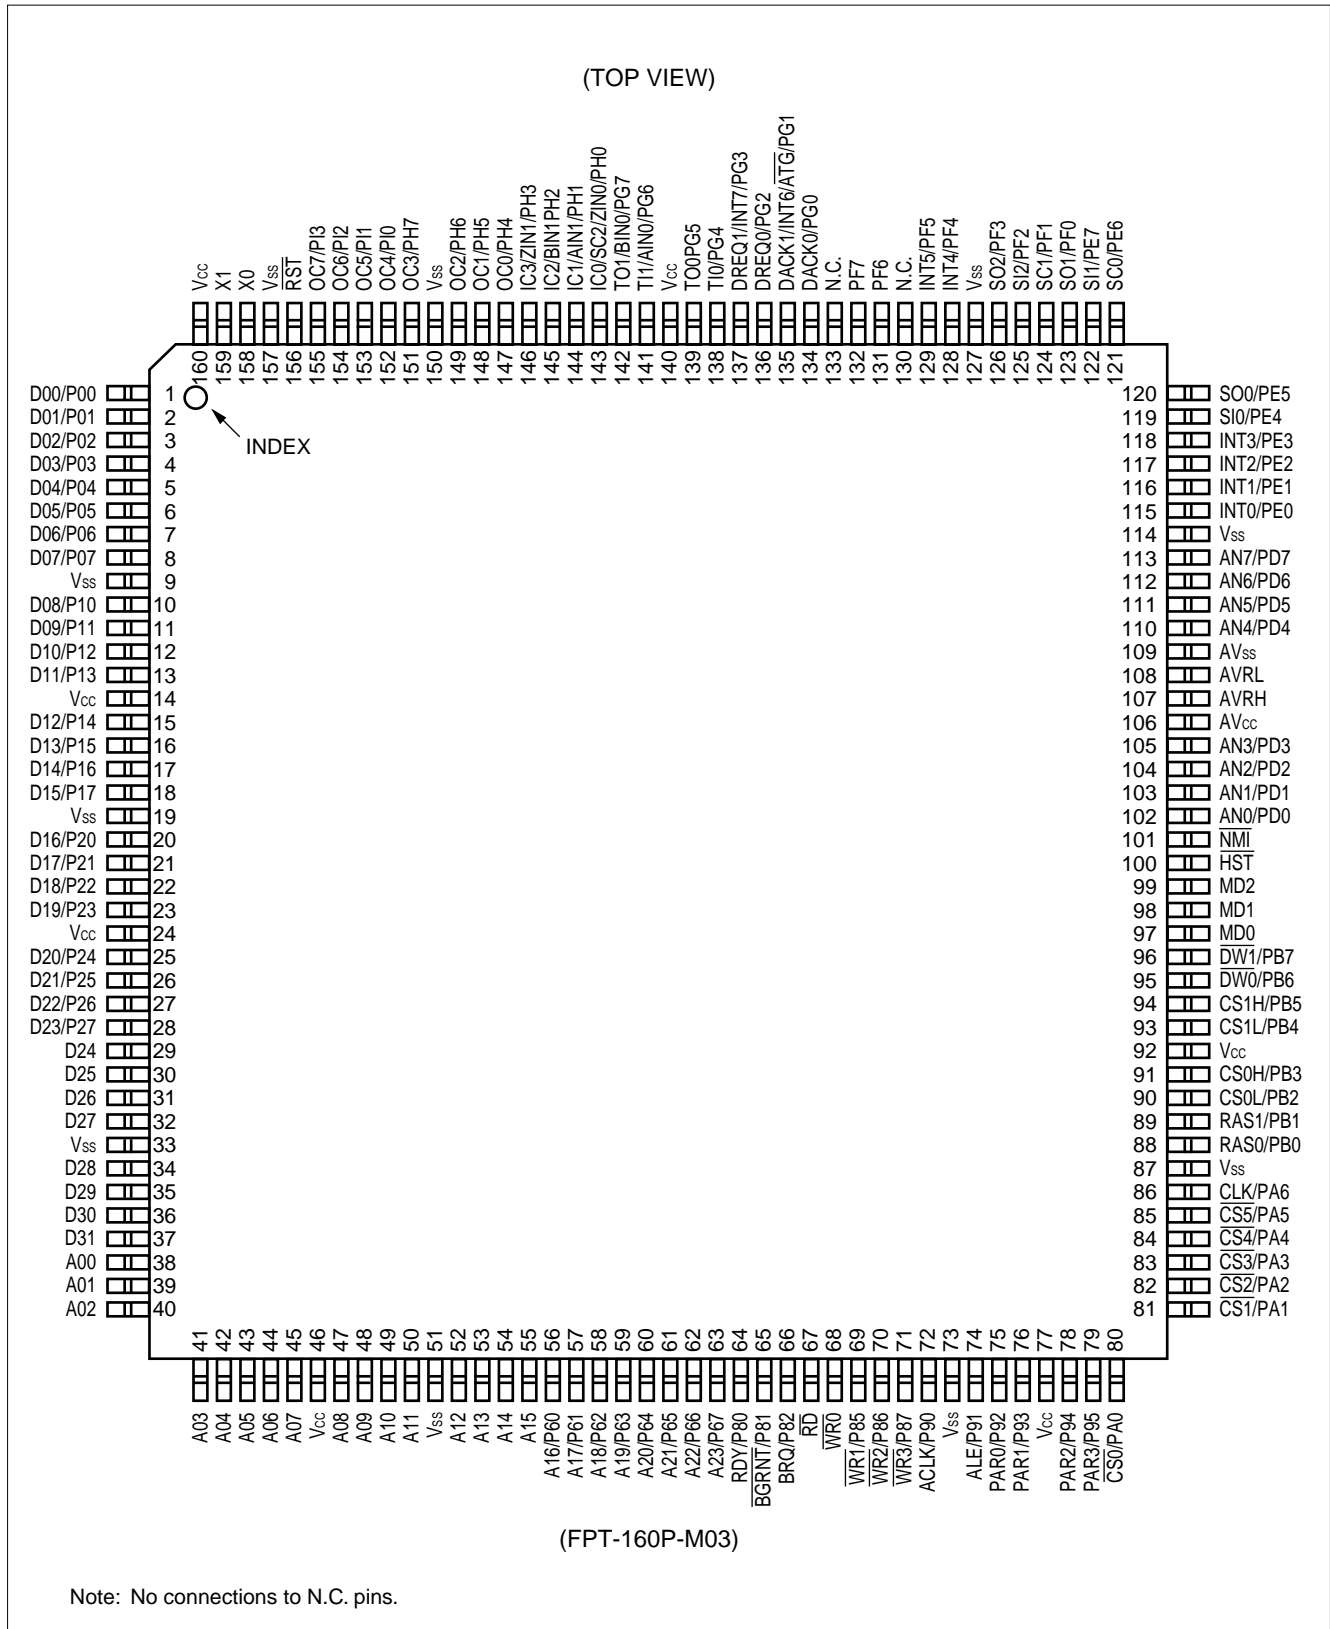 (TOP VIEW)
Vcc
X1
X0
Vss
RST
OC7/PI3
OC6/PI2
OC5/PI1
OC4/PI0
OC3/PH7
Vss
OC2/PH6
OC1/PH5
OC0/PH4
IC3/ZIN1/PH3
IC2/BIN1PH2
IC1/AIN1/PH1
IC0/SC2/ZIN0/PH0
TO1/BIN0/PG7
TI1/AIN0/PG6
Vcc
TO0PG5
TI0/PG4
DREQ1/INT7/PG3
DREQ0/PG2
DACK1/INT6/ATG/PG1
DACK0/PG0
N.C.
PF7
PF6
N.C.
INT5/PF5
INT4/PF4
Vss
SO2/PF3
SI2/PF2
SC1/PF1
SO1/PF0
SI1/PE7
SC0/PE6
160
159
158
157
156
155
154
153
152
151
150
149
148
147
146
145
144
143
142
141
140
139
138
137
136
135
134
133
132
131
130
129
128
127
126
125
124
123
122
121
D00/P00 1
D01/P01 2
D02/P02 3
D03/P03 4
D04/P04 5
D05/P05 6
D06/P06 7
D07/P07 8
Vss 9
D08/P10 10
D09/P11 11
D10/P12 12
D11/P13 13
Vcc 14
D12/P14 15
D13/P15 16
D14/P16 17
D15/P17 18
Vss 19
D16/P20 20
D17/P21 21
D18/P22 22
D19/P23 23
Vcc 24
D20/P24 25
D21/P25 26
D22/P26 27
D23/P27 28
D24 29
D25 30
D26 31
D27 32
Vss 33
D28 34
D29 35
D30 36
D31 37
A00 38
A01 39
A02 40
INDEX
120 SO0/PE5
119 SI0/PE4
118 INT3/PE3
117 INT2/PE2
116 INT1/PE1
115 INT0/PE0
114 Vss
113 AN7/PD7
112 AN6/PD6
111 AN5/PD5
110 AN4/PD4
109 AVss
108 AVRL
107 AVRH
106 AVcc
105 AN3/PD3
104 AN2/PD2
103 AN1/PD1
102 AN0/PD0
101 NMI
100 HST
99 MD2
98 MD1
97 MD0
96 DW1/PB7
95 DW0/PB6
94 CS1H/PB5
93 CS1L/PB4
92 Vcc
91 CS0H/PB3
90 CS0L/PB2
89 RAS1/PB1
88 RAS0/PB0
87 Vss
86 CLK/PA6
85 CS5/PA5
84 CS4/PA4
83 CS3/PA3
82 CS2/PA2
81 CS1/PA1
41
42
43
44
45
46
47
48
49
50
51
52
53
54
55
56
57
58
59
60
61
62
63
64
65
66
67
68
69
70
71
72
73
74
75
76
77
78
79
80
A03
A04
A05
A06
A07
Vcc
A08
A09
A10
A11
Vss
A12
A13
A14
A15
A16/P60
A17/P61
A18/P62
A19/P63
A20/P64
A21/P65
A22/P66
A23/P67
RDY/P80
BGRNT/P81
BRQ/P82
RD
WR0
WR1/P85
WR2/P86
WR3/P87
ACLK/P90
Vss
ALE/P91
PAR0/P92
PAR1/P93
Vcc
PAR2/P94
PAR3/P95
CS0/PA0
(FPT-160P-M03)
Note: No connections to N.C. pins.